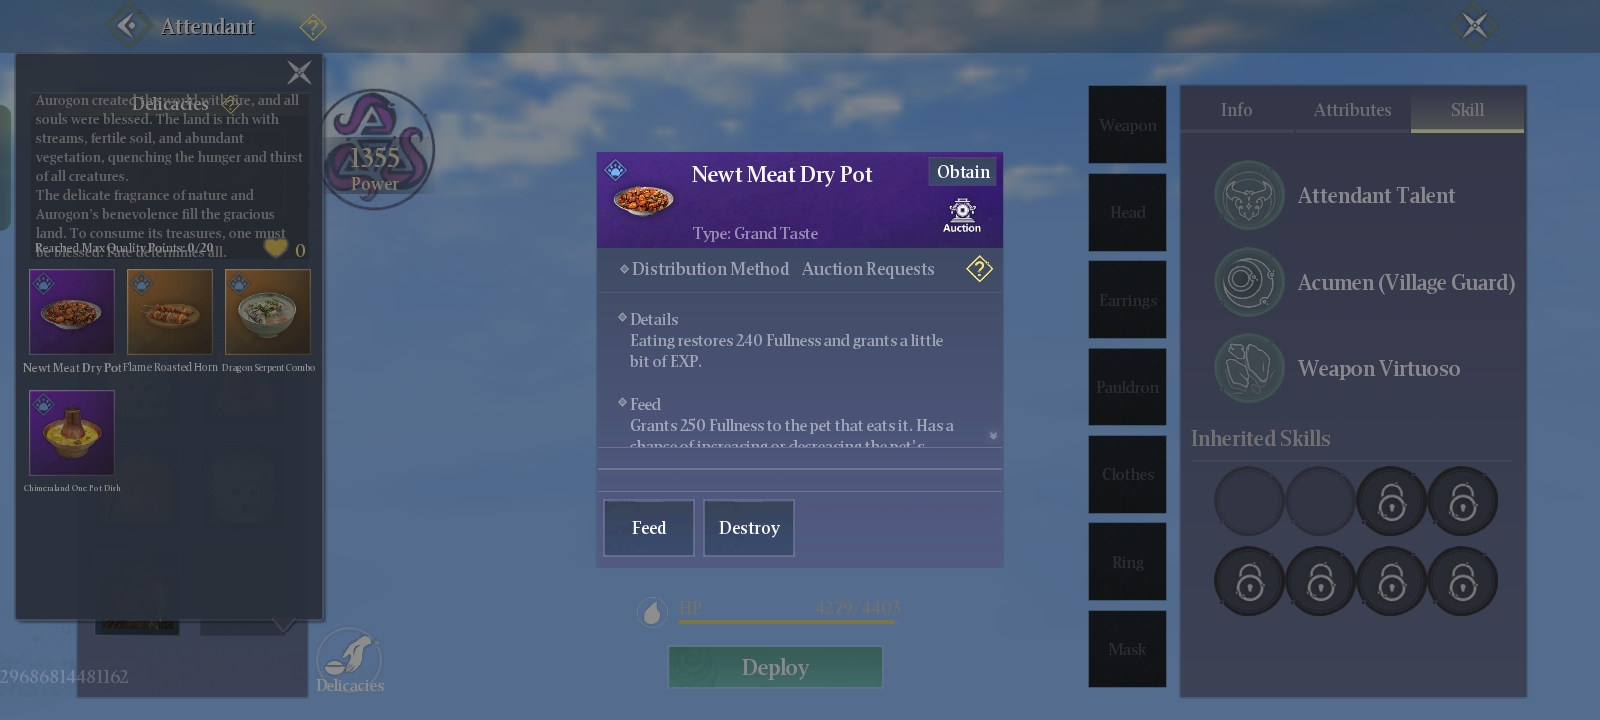 Attendant
?
Delicacies
?
Aurogon created the world with fire, and all
souls were blessed. The land is rich with
streams, fertile soil, and abundant
vegetation, quenching the hunger and thirst
of all creatures.
The delicate fragrance of nature and
Aurogon's benevolence fill the gracious
land. To consume its treasures, one must
be blessed. Fate determines all.
Reached Max Quality Points: 0/20
0
Newt Meat Dry Pot
Flame Roasted Horn
Dragon Serpent Combo
Chimeraland One Pot Dish
1355
Power
29686814481162
Delicacies
Newt Meat Dry Pot
Obtain
Auction
Type: Grand Taste
Distribution Method Auction Requests
?
Details
Eating restores 240 Fullness and grants a little
bit of EXP.
Feed
Grants 250 Fullness to the pet that eats it. Has a
chance of increasing or decreasing the pet's
Feed
Destroy
HP
4279/4403
Deploy
Weapon
Head
Earrings
Pauldron
Clothes
Ring
Mask
Info
Attributes
Skill
Attendant Talent
Acumen (Village Guard)
Weapon Virtuoso
Inherited Skills